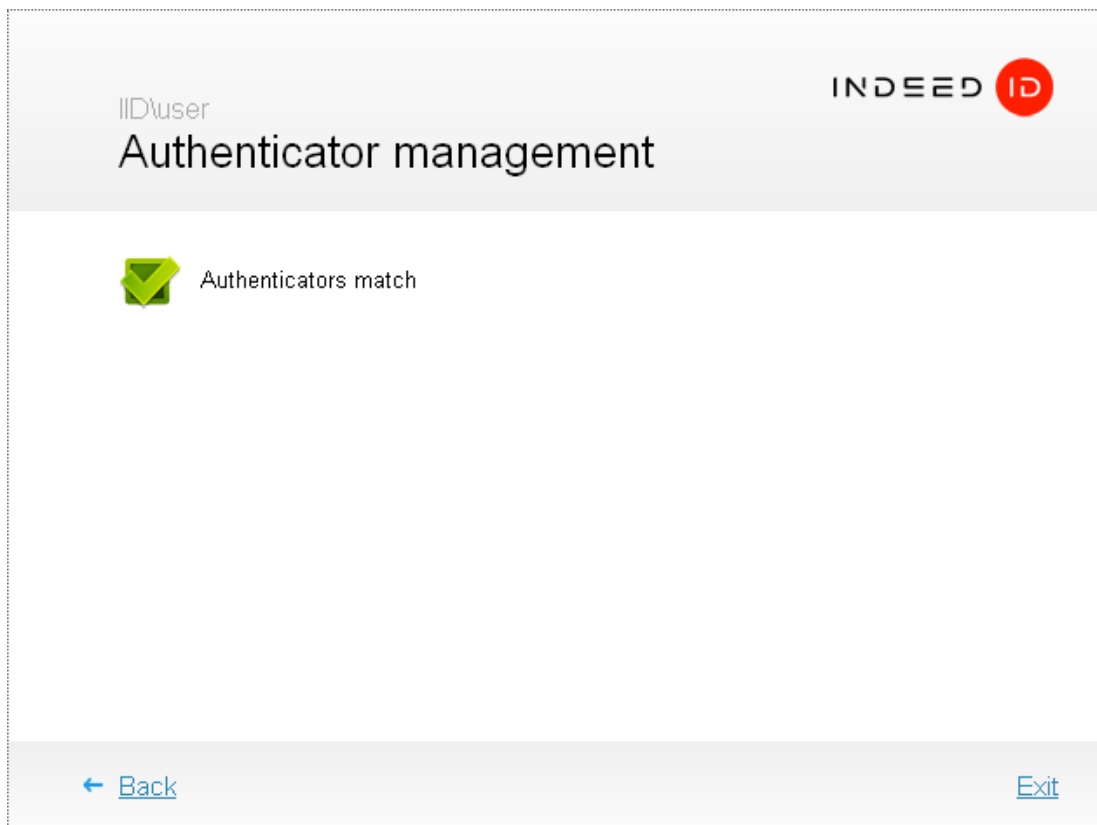 INDEED ID
IID\user
Authenticator management
Authenticators match
Back
Exit